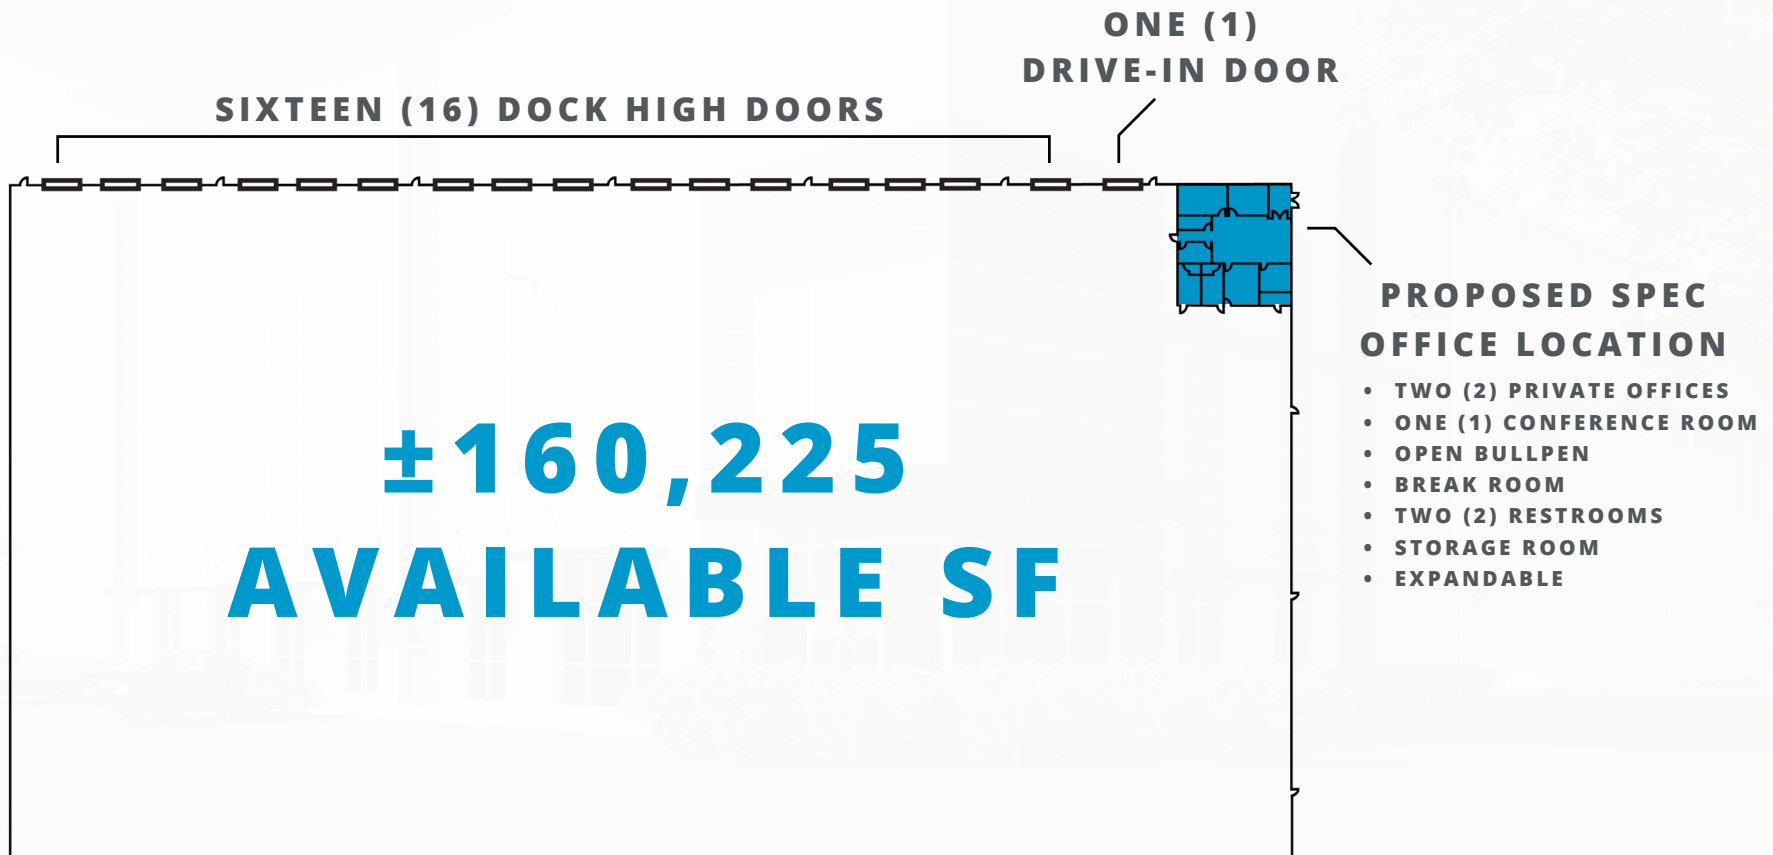 ONE (1)
DRIVE-IN DOOR
SIXTEEN (16) DOCK HIGH DOORS
PROPOSED SPEC
OFFICE LOCATION
• TWO (2) PRIVATE OFFICES
• ONE (1) CONFERENCE ROOM
• OPEN BULLPEN
• BREAK ROOM
• TWO (2) RESTROOMS
• STORAGE ROOM
• EXPANDABLE
±160,225
AVAILABLE SF